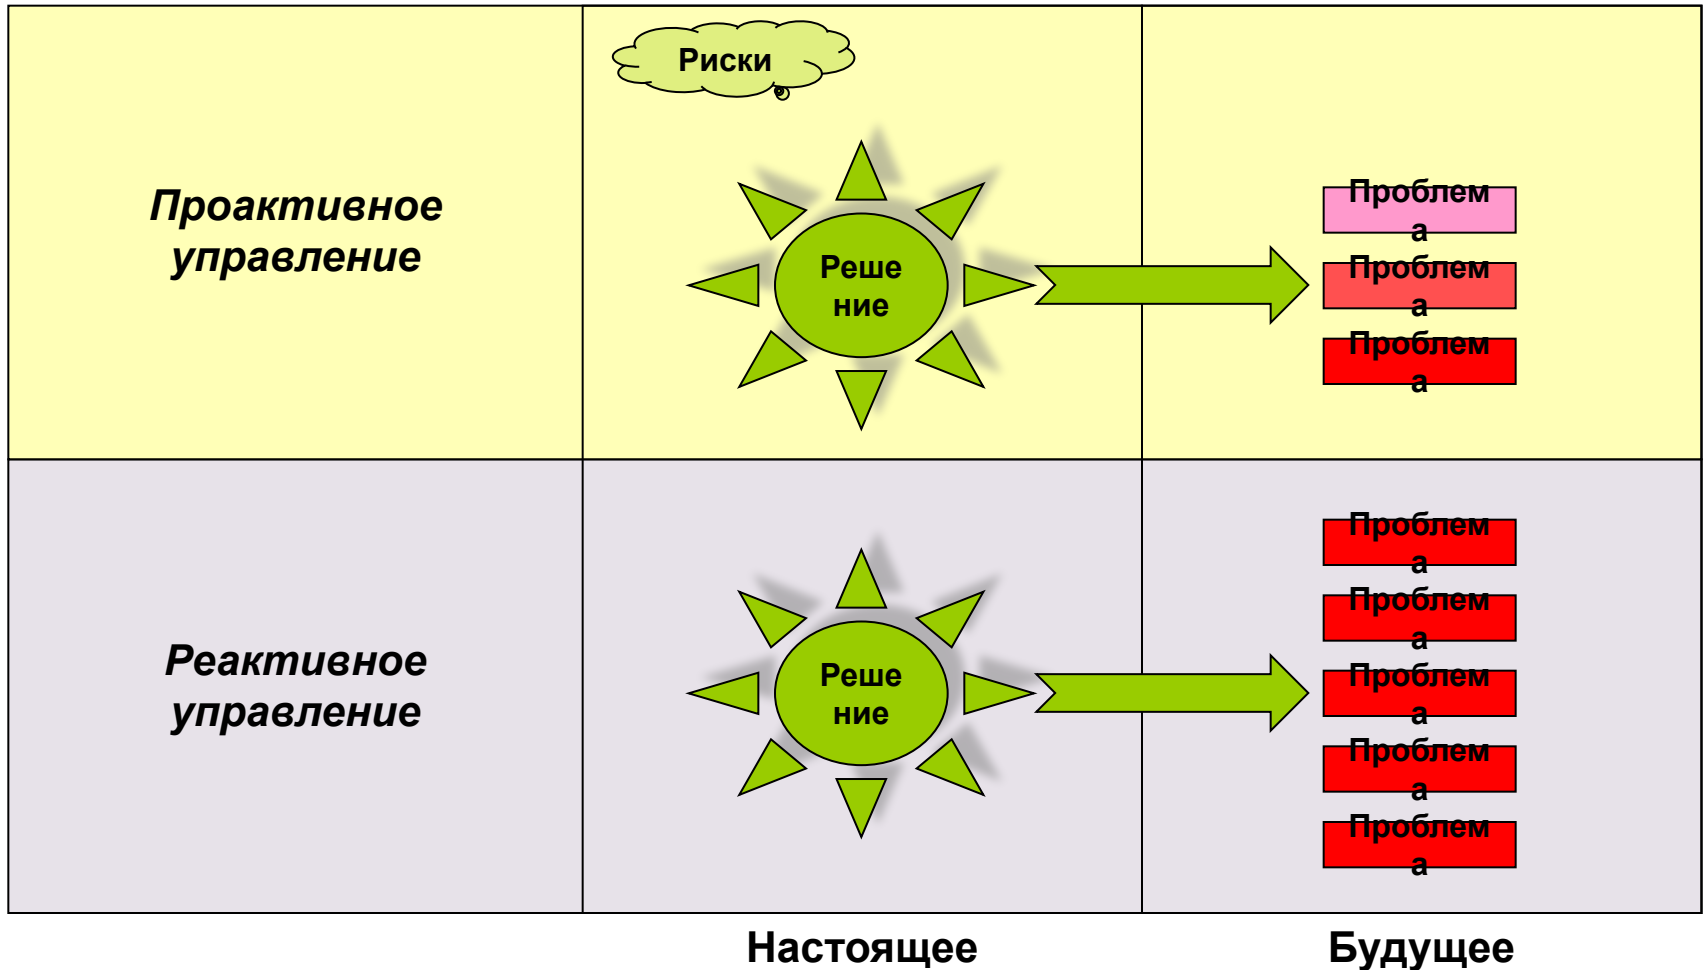 Риски
Проактивное
управление
Реше
ние
Проблем
а
Проблем
а
Проблем
а
Реактивное
управление
Реше
ние
Проблем
а
Проблем
а
Проблем
а
Проблем
а
Проблем
а
Настоящее
Будущее